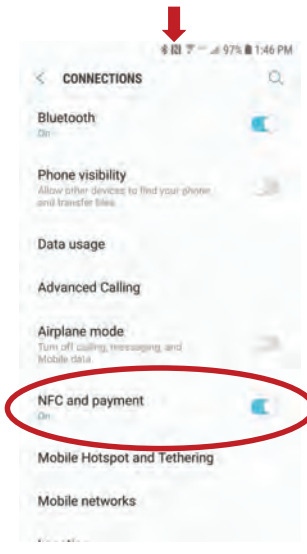 97% 1:46 PM
< CONNECTIONS
Bluetooth
On
Phone visibility
Allow other devices to find your phone
and transfer files.
Data usage
Advanced Calling
Airplane mode
Turn off calling, messaging, and
Mobile data.
NFC and payment
On
Mobile Hotspot and Tethering
Mobile networks